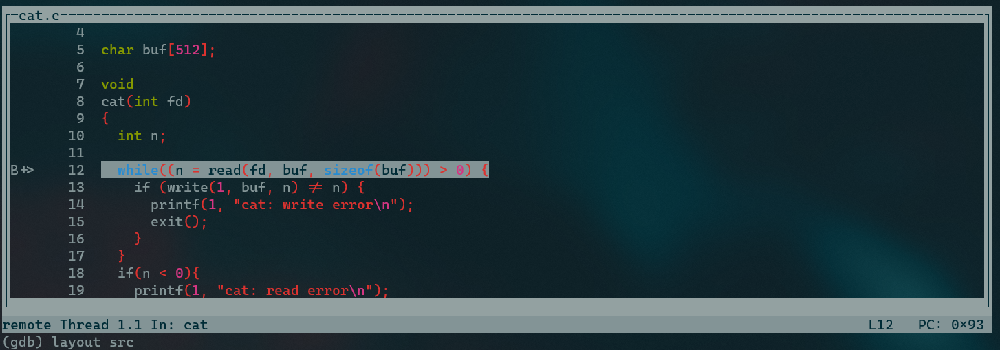 cat.c
4
5 char buf[512];
6
7 void
8 cat(int fd)
9 {
10 int n;
11
B+> 12 while((n = read(fd, buf, sizeof(buf))) > 0) {
13 if (write(1, buf, n) != n) {
14 printf(1, "cat: write error\n");
15 exit();
16 }
17 }
18 if(n < 0){
19 printf(1, "cat: read error\n");
remote Thread 1.1 In: cat L12 PC: 0x93
(gdb) layout src